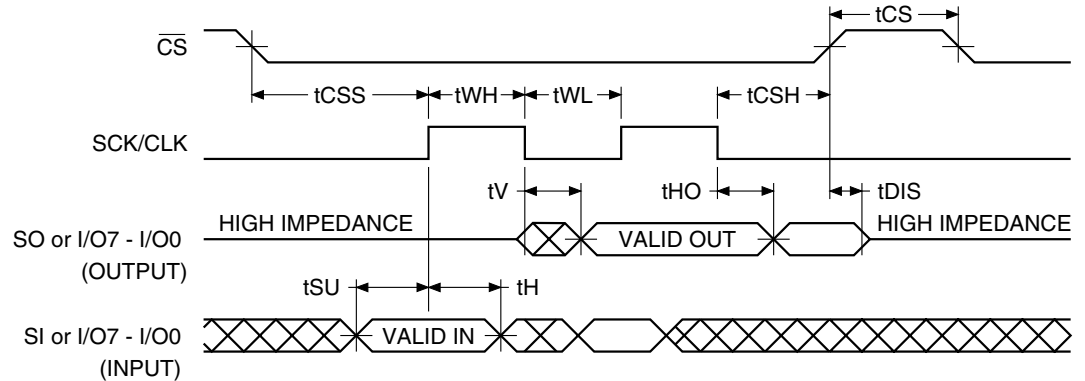 tCS
CS
tCSS
tWH
tWL
tCSH
SCK/CLK
tV
tHO
tDIS
HIGH IMPEDANCE
HIGH IMPEDANCE
SO or I/O7 - I/O0
VALID OUT
(OUTPUT)
tSU
tH
SI or I/O7 - I/O0
VALID IN
(INPUT)